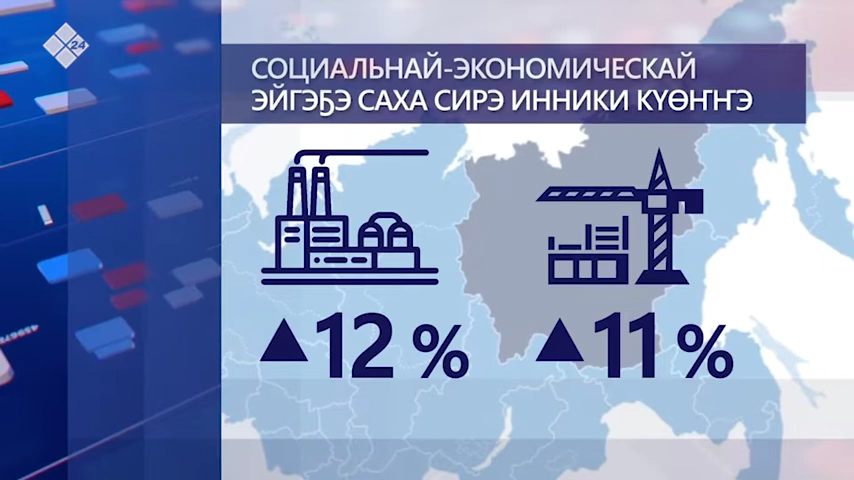 24
СОЦИАЛЬНАЙ-ЭКОНОМИЧЕСКАЙ
ЭЙГЭҔЭ САХА СИРЭ ИННИКИ КҮӨҤҤЭ
▲12 % ▲11 %